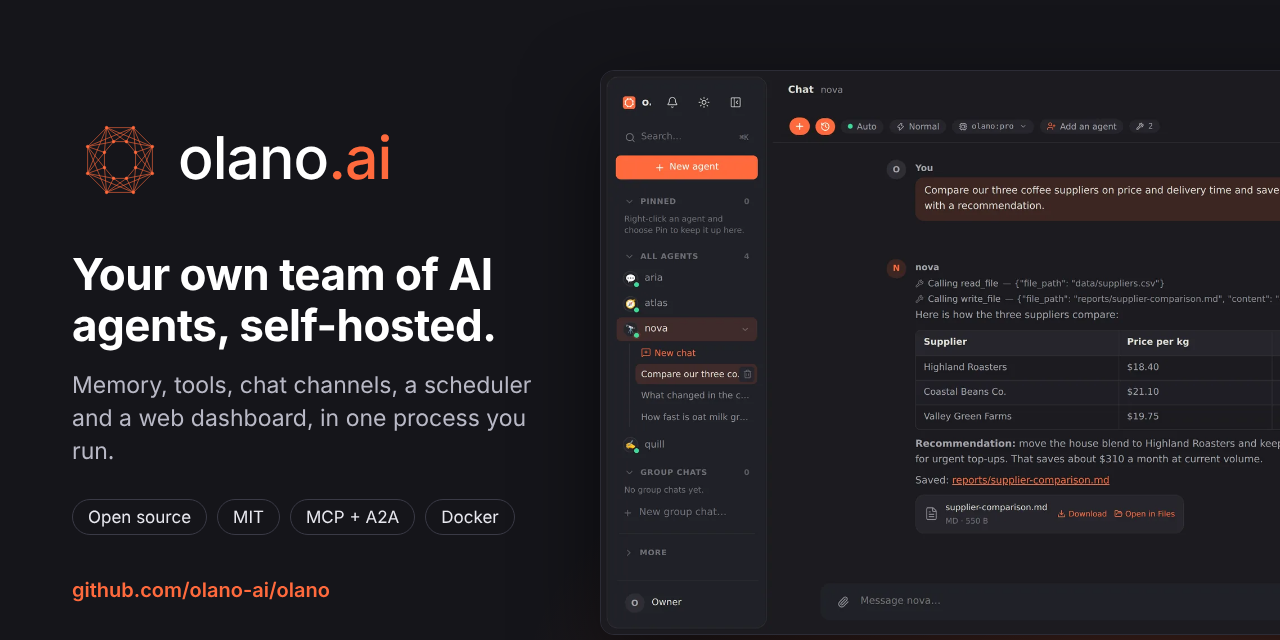 olano.ai
Your own team of AI
agents, self-hosted.
Memory, tools, chat channels, a scheduler
and a web dashboard, in one process you
run.
Open source
MIT
MCP + A2A
Docker
github.com/olano-ai/olano
o.
Search...
⌘K
+ New agent
PINNED 0
Right-click an agent and
choose Pin to keep it up here.
ALL AGENTS 4
aria
atlas
nova
New chat
Compare our three co.
What changed in the c...
How fast is oat milk gr...
quill
GROUP CHATS 0
No group chats yet.
+ New group chat...
MORE
O Owner
Chat nova
Auto
Normal
olano:pro
Add an agent
2
O You
Compare our three coffee suppliers on price and delivery time and save
with a recommendation.
N nova
Calling read_file — {"file_path": "data/suppliers.csv"}
Calling write_file — {"file_path": "reports/supplier-comparison.md", "content": "
Here is how the three suppliers compare:
Supplier Price per kg
Highland Roasters $18.40
Coastal Beans Co. $21.10
Valley Green Farms $19.75
Recommendation: move the house blend to Highland Roasters and keep
for urgent top-ups. That saves about $310 a month at current volume.
Saved: reports/supplier-comparison.md
supplier-comparison.md
MD · 550 B
Download
Open in Files
Message nova...